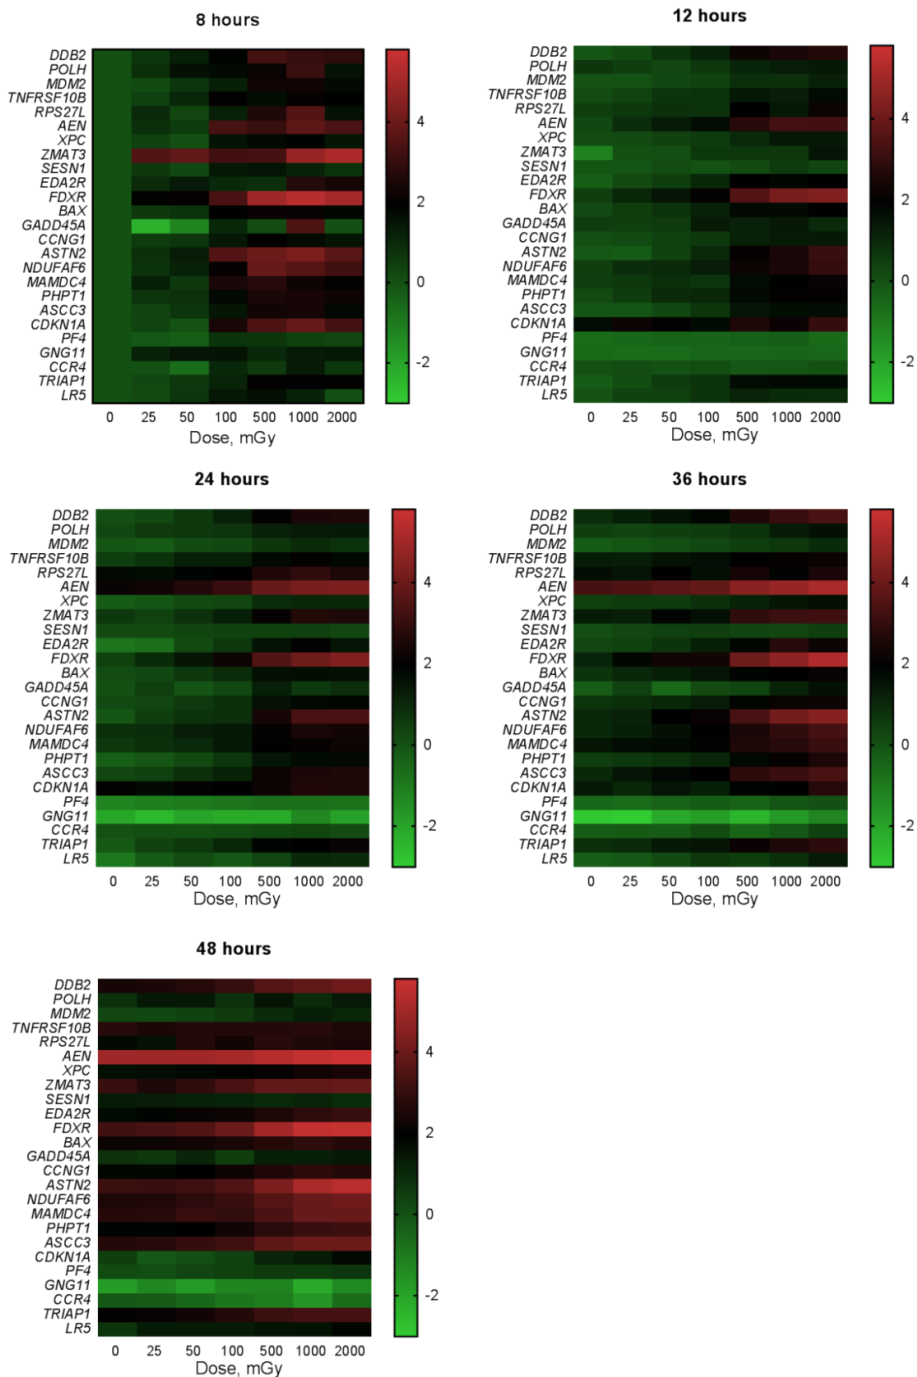 8 hours
DDB2
POLH
MDM2
TNFRSF10B
RPS27L
AEN
XPC
ZMAT3
SESN1
EDA2R
FDXR
BAX
GADD45A
CCNG1
ASTN2
NDUFAF6
MAMDC4
PHPT1
ASCC3
CDKN1A
PF4
GNG11
CCR4
TRIAP1
LR5
0 25 50 100 500 1000 2000
Dose, mGy
4
2
0
-2
12 hours
DDB2
POLH
MDM2
TNFRSF10B
RPS27L
AEN
XPC
ZMAT3
SESN1
EDA2R
FDXR
BAX
GADD45A
CCNG1
ASTN2
NDUFAF6
MAMDC4
PHPT1
ASCC3
CDKN1A
PF4
GNG11
CCR4
TRIAP1
LR5
0 25 50 100 500 1000 2000
Dose, mGy
4
2
0
-2
24 hours
DDB2
POLH
MDM2
TNFRSF10B
RPS27L
AEN
XPC
ZMAT3
SESN1
EDA2R
FDXR
BAX
GADD45A
CCNG1
ASTN2
NDUFAF6
MAMDC4
PHPT1
ASCC3
CDKN1A
PF4
GNG11
CCR4
TRIAP1
LR5
0 25 50 100 500 1000 2000
Dose, mGy
4
2
0
-2
36 hours
DDB2
POLH
MDM2
TNFRSF10B
RPS27L
AEN
XPC
ZMAT3
SESN1
EDA2R
FDXR
BAX
GADD45A
CCNG1
ASTN2
NDUFAF6
MAMDC4
PHPT1
ASCC3
CDKN1A
PF4
GNG11
CCR4
TRIAP1
LR5
0 25 50 100 500 1000 2000
Dose, mGy
4
2
0
-2
48 hours
DDB2
POLH
MDM2
TNFRSF10B
RPS27L
AEN
XPC
ZMAT3
SESN1
EDA2R
FDXR
BAX
GADD45A
CCNG1
ASTN2
NDUFAF6
MAMDC4
PHPT1
ASCC3
CDKN1A
PF4
GNG11
CCR4
TRIAP1
LR5
0 25 50 100 500 1000 2000
Dose, mGy
4
2
0
-2